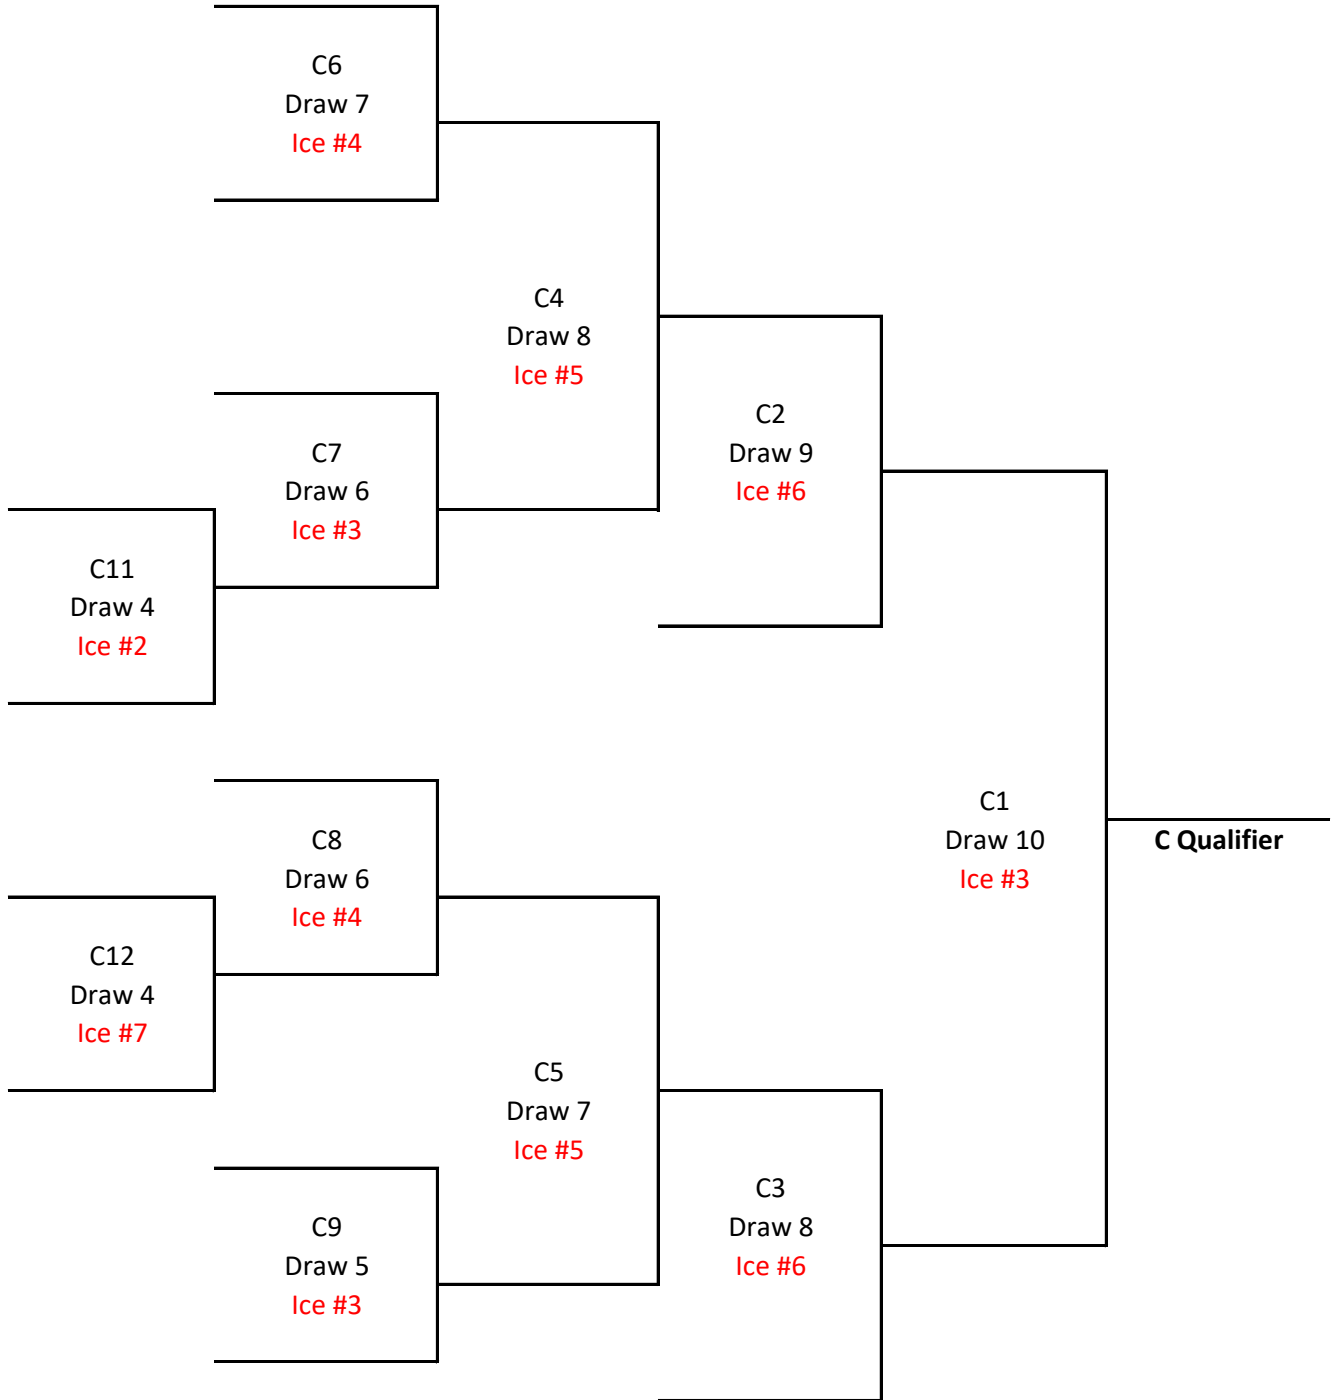 C6
Draw 7
Ice #4
C4
Draw 8
Ice #5
C7
Draw 6
Ice #3
C2
Draw 9
Ice #6
C11
Draw 4
Ice #2
C8
Draw 6
Ice #4
C1
Draw 10
Ice #3
C Qualifier
C12
Draw 4
Ice #7
C5
Draw 7
Ice #5
C9
Draw 5
Ice #3
C3
Draw 8
Ice #6